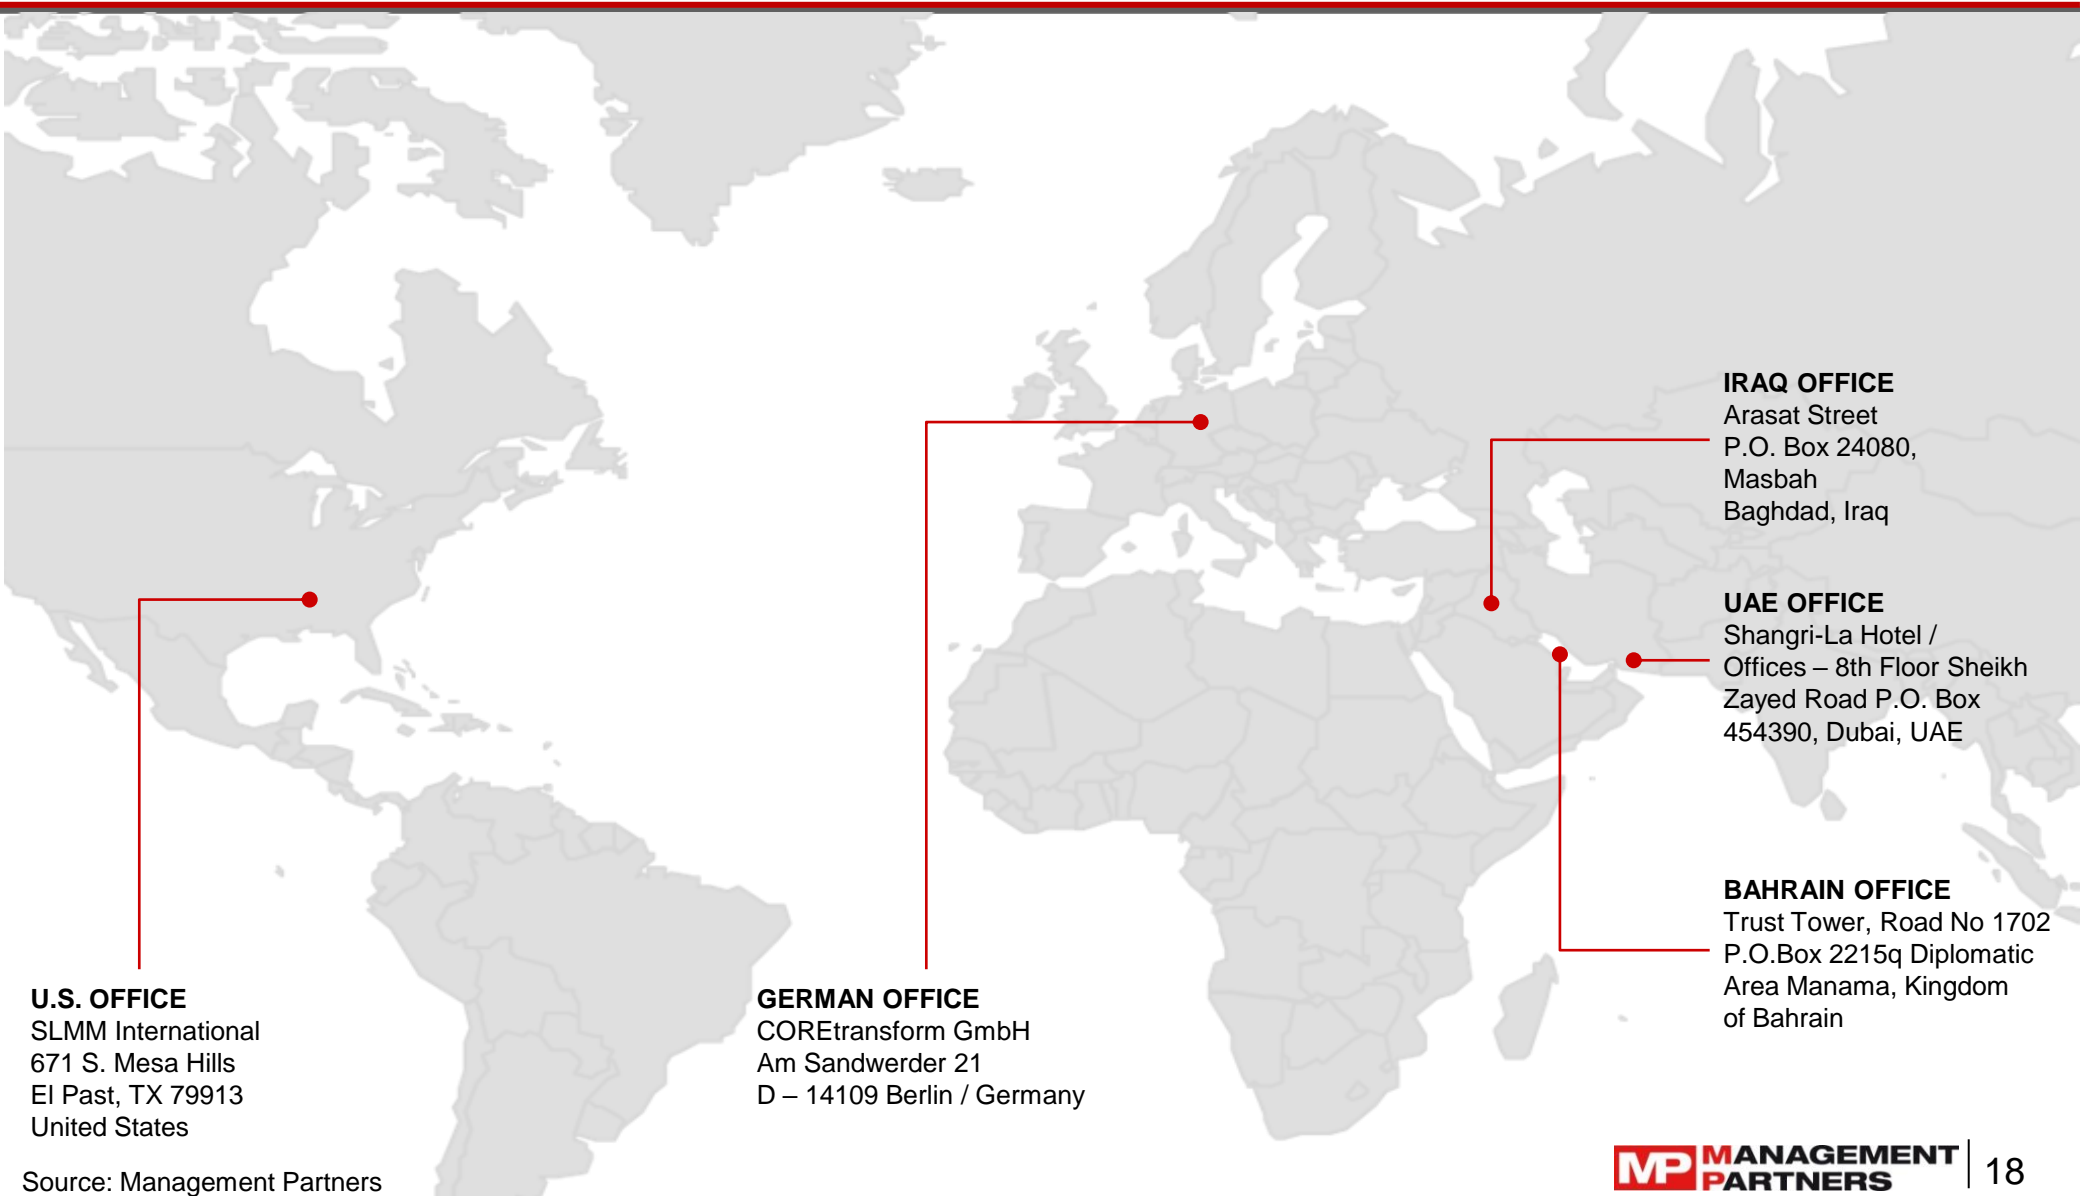 IRAQ OFFICE
Arasat Street
P.O. Box 24080,
Masbah
Baghdad, Iraq
UAE OFFICE
Shangri-La Hotel /
Offices – 8th Floor Sheikh
Zayed Road P.O. Box
454390, Dubai, UAE
BAHRAIN OFFICE
Trust Tower, Road No 1702
P.O.Box 2215q Diplomatic
Area Manama, Kingdom
of Bahrain
U.S. OFFICE
SLMM International
671 S. Mesa Hills
El Past, TX 79913
United States
GERMAN OFFICE
COREtransform GmbH
Am Sandwerder 21
D – 14109 Berlin / Germany
Source: Management Partners
MP MANAGEMENT
PARTNERS
18